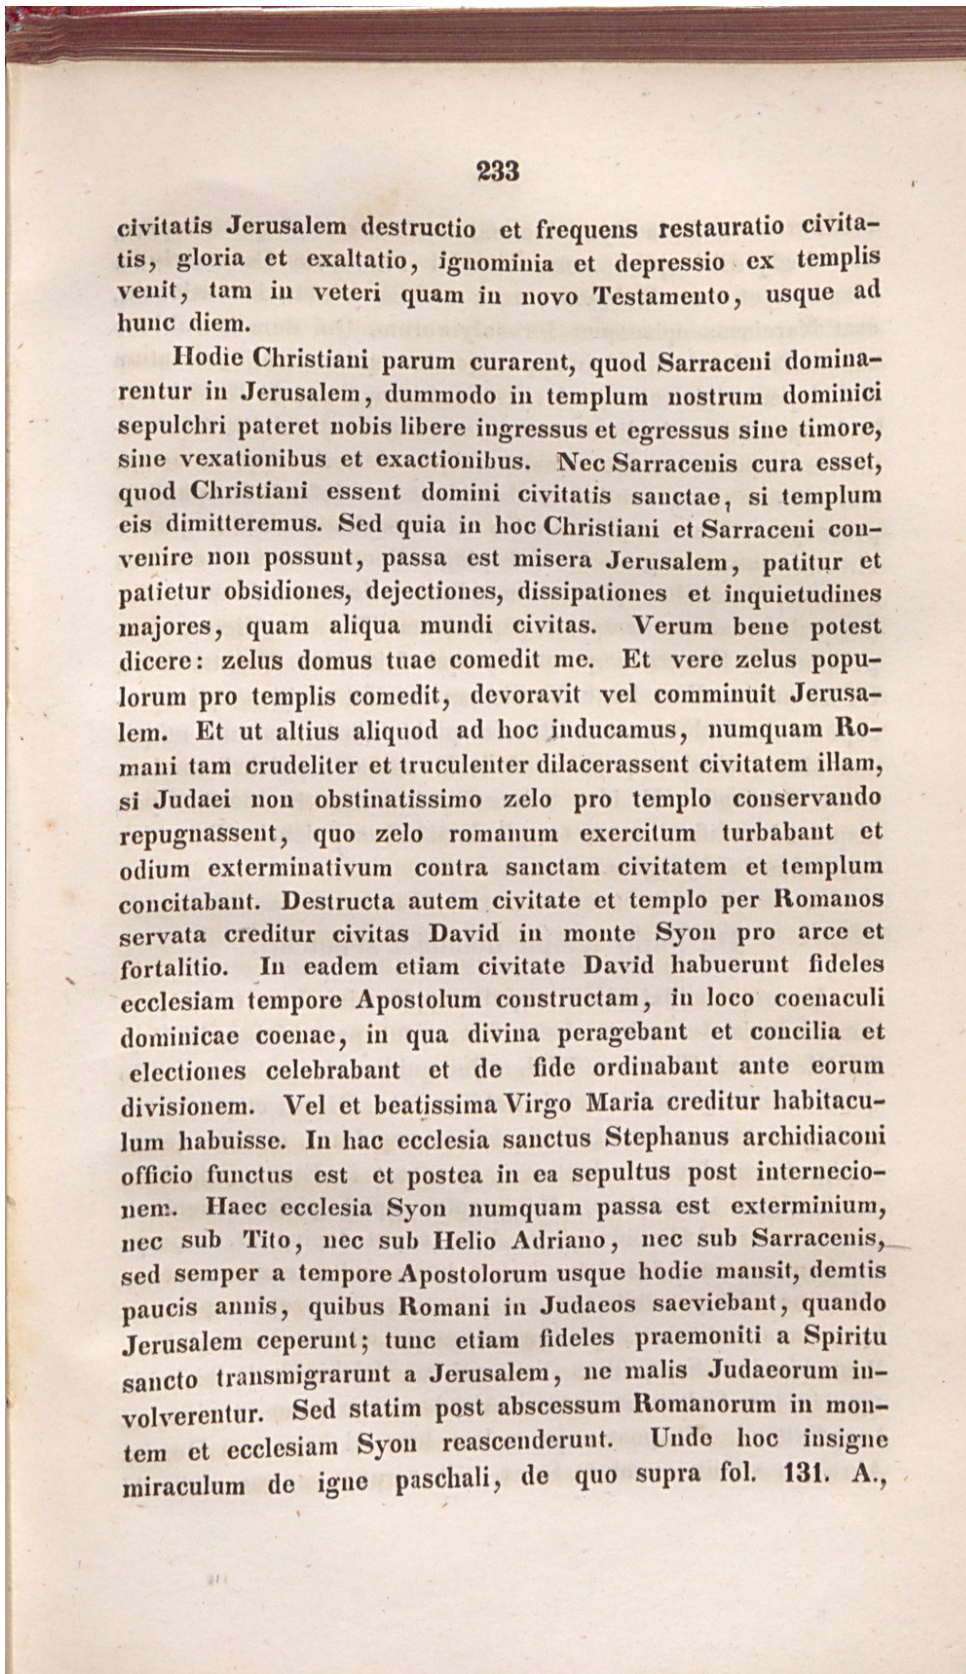 233
civitatis Jerusalem destructio et frequens restauratio civita-
tis, gloria et exaltatio, ignominia et depressio ex templis
venit, tam in veteri quam in novo Testamento, usque ad
hunc diem.
Hodie Christiani parum curarent, quod Sarraceni domina-
rentur in Jerusalem, dummodo in templum nostrum dominici
sepulchri pateret nobis libere ingressus et egressus sine timore,
sine vexationibus et exactionibus. Nec Sarracenis cura esset,
quod Christiani essent domini civitatis sanctae, si templum
eis dimitteremus. Sed quia in hoc Christiani et Sarraceni con-
venire non possunt, passa est misera Jerusalem, patitur et
patietur obsidiones, dejectiones, dissipationes et inquietudines
majores, quam aliqua mundi civitas. Verum bene potest
dicere: zelus domus tuae comedit me. Et vere zelus popu-
lorum pro templis comedit, devoravit vel comminuit Jerusa-
lem. Et ut altius aliquod ad hoc inducamus, numquam Ro-
mani tam crudeliter et truculenter dilacerassent civitatem illam,
si Judaei non obstinatissimo zelo pro templo conservando
repugnassent, quo zelo romanum exercitum turbabant et
odium exterminativum contra sanctam civitatem et templum
concitabant. Destructa autem civitate et templo per Romanos
servata creditur civitas David in monte Syon pro arce et
fortalitio. In eadem etiam civitate David habuerunt fideles
ecclesiam tempore Apostolum constructam, in loco coenaculi
dominicae coenae, in qua divina peragebant et concilia et
electiones celebrabant et de fide ordinabant ante eorum
divisionem. Vel et beatissima Virgo Maria creditur habitacu-
lum habuisse. In hac ecclesia sanctus Stephanus archidiaconi
officio functus est et postea in ea sepultus post internecio-
nem. Haec ecclesia Syon numquam passa est exterminium,
nec sub Tito, nec sub Helio Adriano, nec sub Sarracenis,
sed semper a tempore Apostolorum usque hodie mansit, demtis
paucis annis, quibus Romani in Judaeos saeviebant, quando
Jerusalem ceperunt; tunc etiam fideles praemoniti a Spiritu
sancto transmigrarunt a Jerusalem, ne malis Judaeorum in-
volverentur. Sed statim post abscessum Romanorum in mon-
tem et ecclesiam Syon reascenderunt. Unde hoc insigne
miraculum de igne paschali, de quo supra fol. 131. A.,